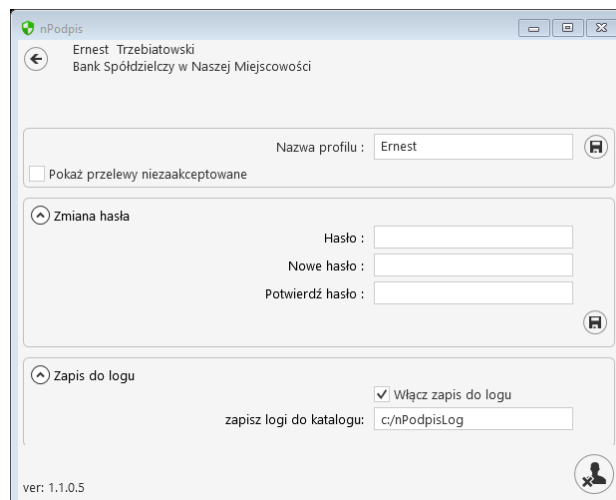 nPodpis
Ernest Trzebiatowski
Bank Spółdzielczy w Naszej Miejscowości
Nazwa profilu : Ernest
Pokaż przelewy niezaakceptowane
Zmiana hasła
Hasło :
Nowe hasło :
Potwierdź hasło :
Zapis do logu
Włącz zapis do logu
zapisz logi do katalogu: c:/nPodpisLog
ver: 1.1.0.5